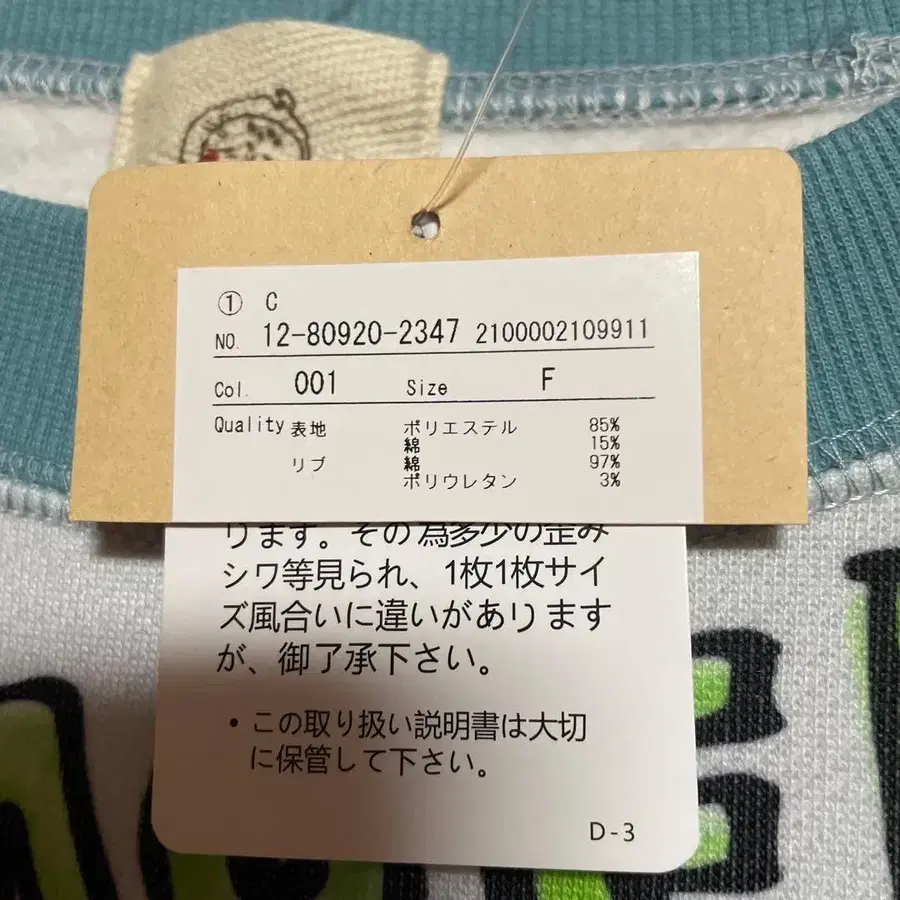 ① C
NO. 12-80920-2347 2100002109911
Col. 001 Size F
Quality 表地 ポリエステル 85%
綿 15%
リブ 綿 97%
ポリウレタン 3%
ります。その為多少の歪み
シワ等見られ、1枚1枚サイ
ズ風合いに違いがあります
が、御了承下さい。
・この取り扱い説明書は大切
に保管して下さい。
D-3